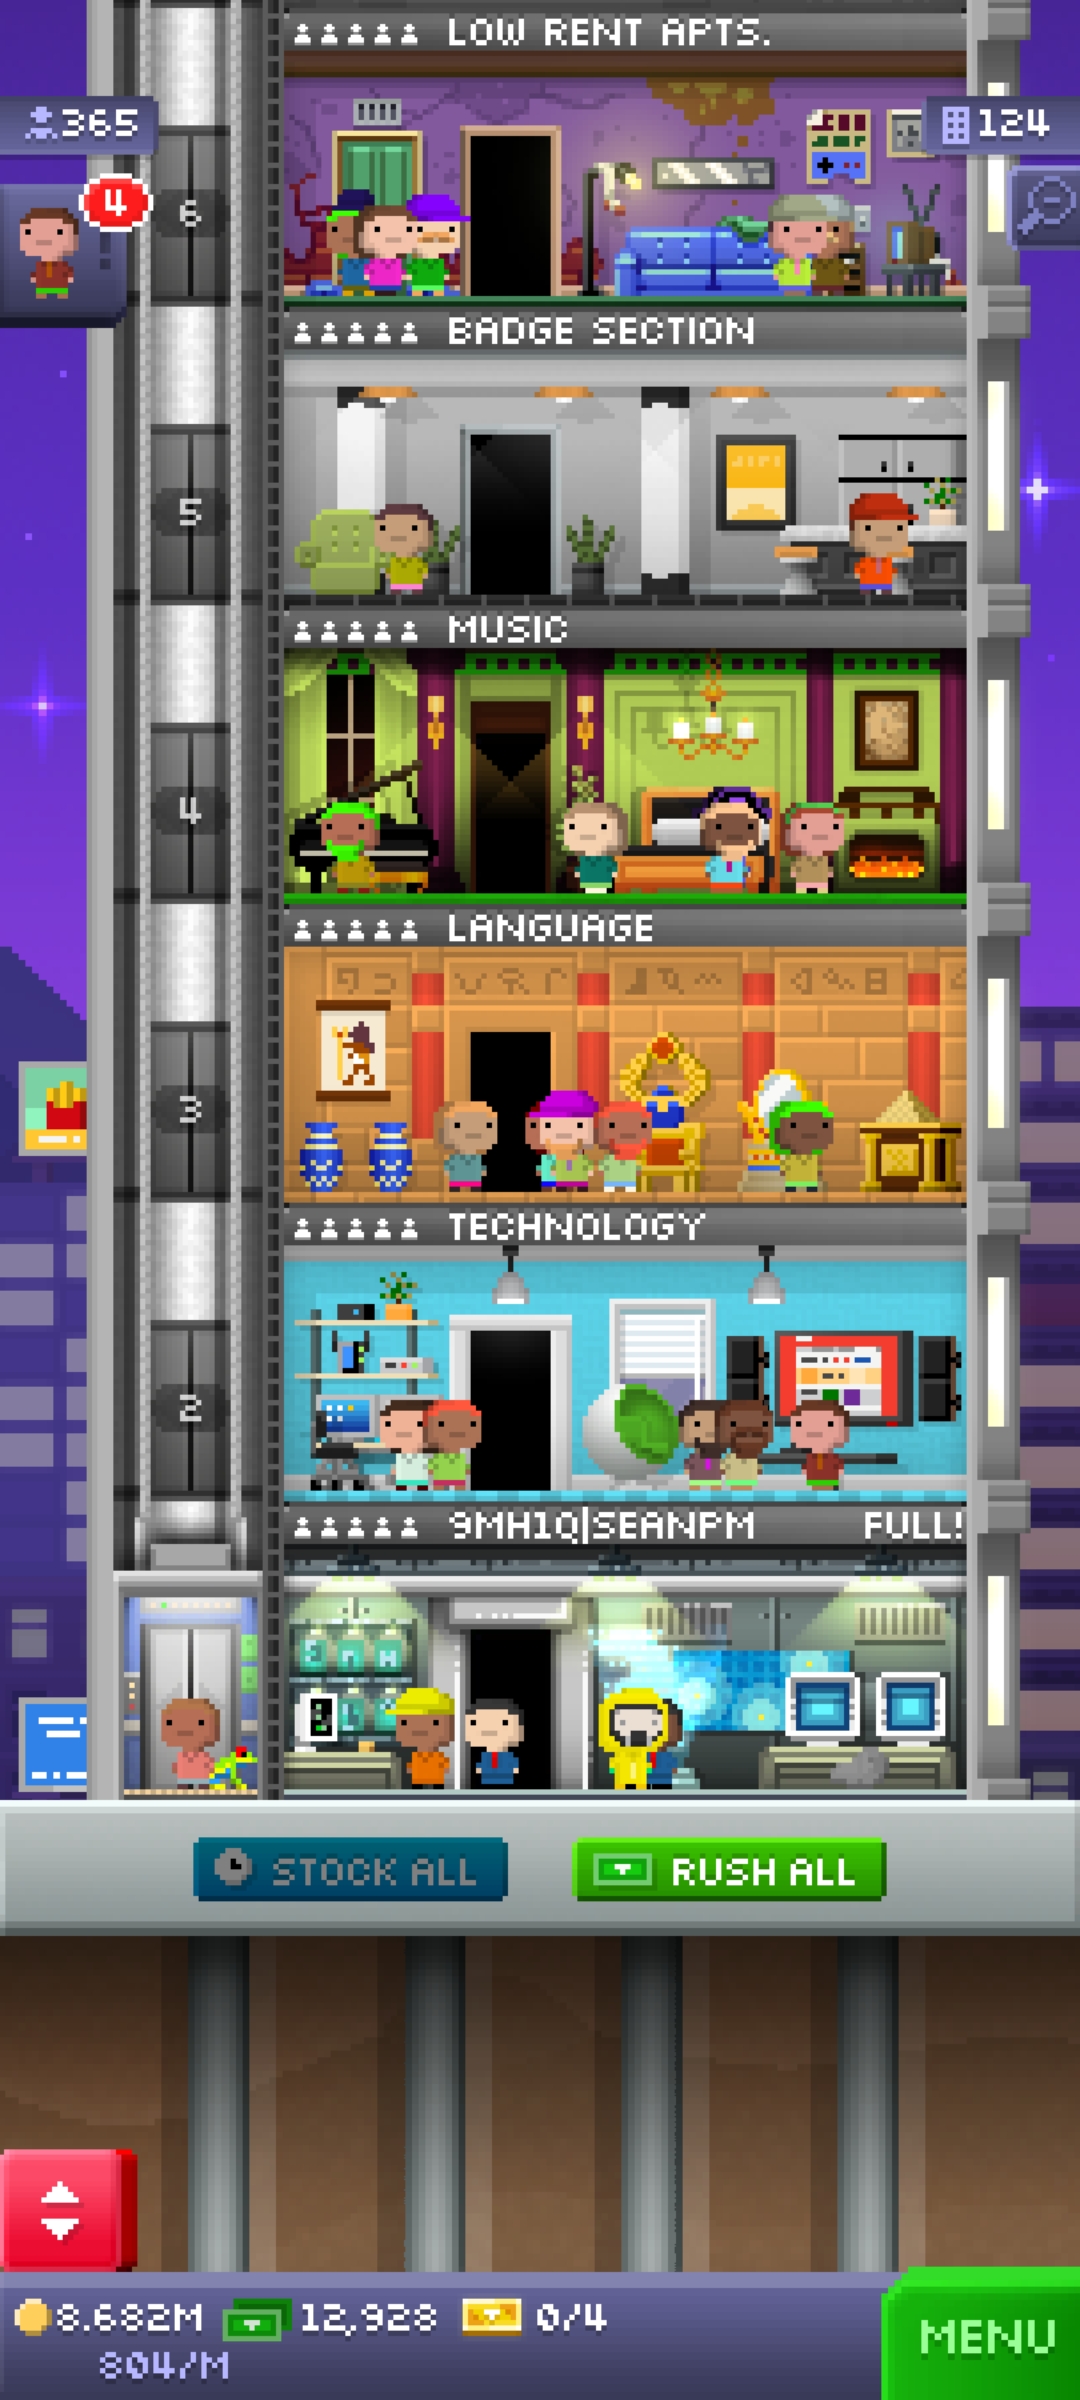 LOW RENT APTS.
365
124
4
6
BADGE SECTION
5
MUSIC
4
LANGUAGE
3
TECHNOLOGY
2
9MH1Q|SEANPM FULL!
STOCK ALL
RUSH ALL
8.682M 12,928 0/4
804/M
MENU